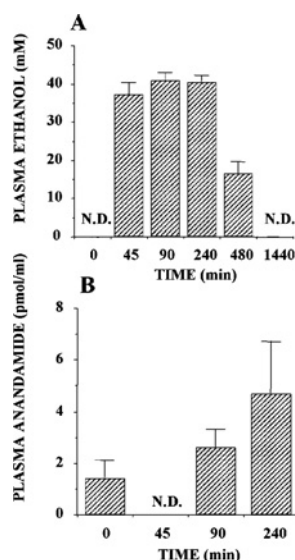 A
PLASMA ETHANOL (mM)
50
40
30
20
10
0
N.D.
N.D.
0 45 90 240 480 1440
TIME (min)
B
PLASMA ANANDAMIDE (pmol/ml)
8
6
4
2
0
N.D.
0 45 90 240
TIME (min)